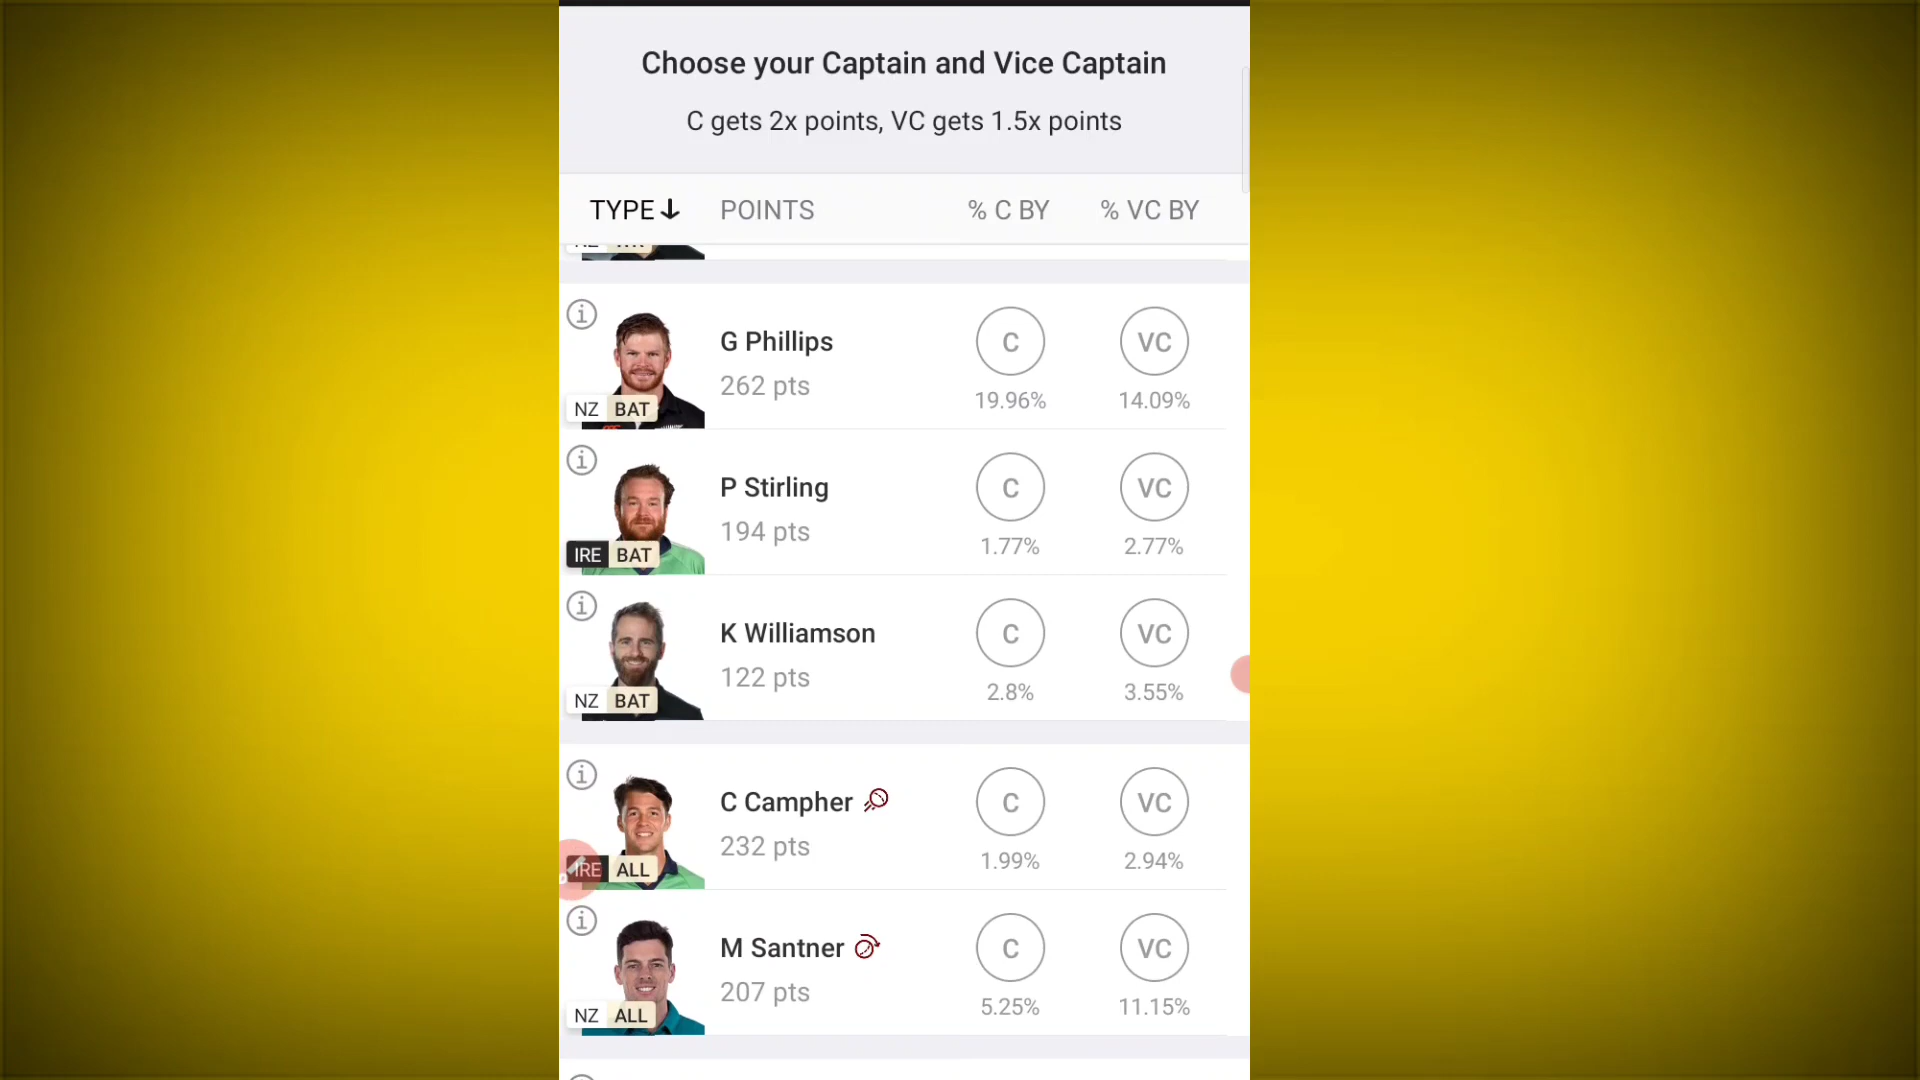 Choose your Captain and Vice Captain
C gets 2x points, VC gets 1.5x points
TYPE POINTS % C BY % VC BY
G Phillips
262 pts
NZ BAT
C
19.96%
VC
14.09%
P Stirling
194 pts
IRE BAT
C
1.77%
VC
2.77%
K Williamson
122 pts
NZ BAT
C
2.8%
VC
3.55%
C Campher
232 pts
IRE ALL
C
1.99%
VC
2.94%
M Santner
207 pts
NZ ALL
C
5.25%
VC
11.15%